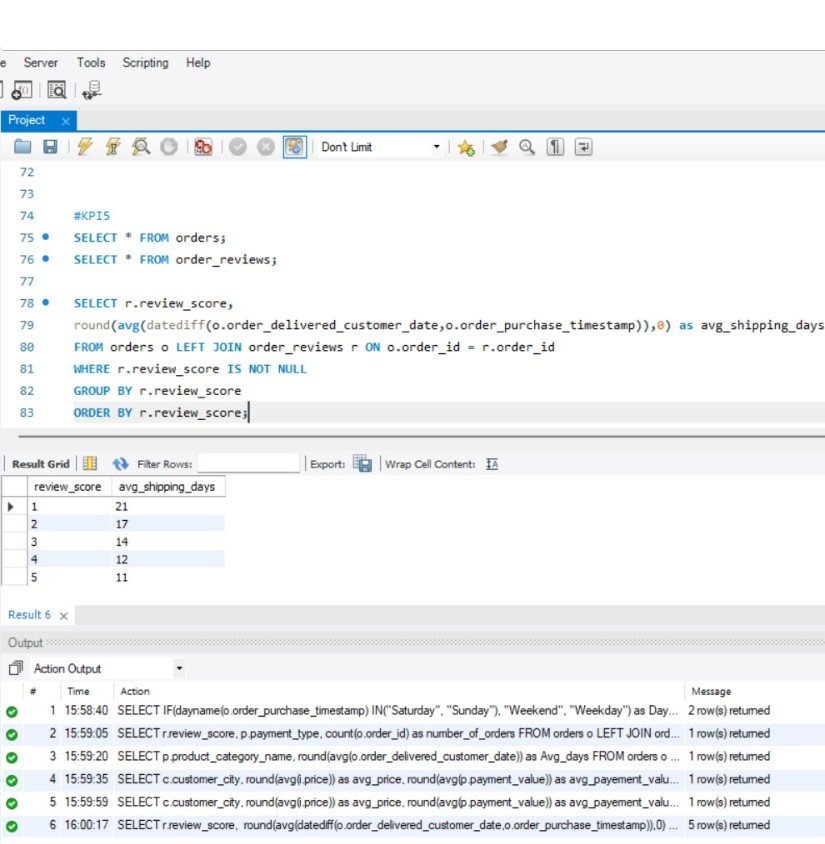 e Server Tools Scripting Help
Project ×
Don't Limit
72
73
74 #KPI5
75 SELECT * FROM orders;
76 SELECT * FROM order_reviews;
77
78 SELECT r.review_score,
79 round(avg(datediff(o.order_delivered_customer_date,o.order_purchase_timestamp)),0) as avg_shipping_days
80 FROM orders o LEFT JOIN order_reviews r ON o.order_id = r.order_id
81 WHERE r.review_score IS NOT NULL
82 GROUP BY r.review_score
83 ORDER BY r.review_score;
Result Grid Filter Rows: Export: Wrap Cell Content: IA
review_score avg_shipping_days
1 21
2 17
3 14
4 12
5 11
Result 6 ×
Output
Action Output
# Time Action Message
1 15:58:40 SELECT IF(dayname(o.order_purchase_timestamp) IN("Saturday", "Sunday"), "Weekend", "Weekday") as Day... 2 row(s) returned
2 15:59:05 SELECT r.review_score, p.payment_type, count(o.order_id) as number_of_orders FROM orders o LEFT JOIN ord... 1 row(s) returned
3 15:59:20 SELECT p.product_category_name, round(avg(o.order_delivered_customer_date)) as Avg_days FROM orders o ... 1 row(s) returned
4 15:59:35 SELECT c.customer_city, round(avg(i.price)) as avg_price, round(avg(p.payment_value)) as avg_payement_valu... 1 row(s) returned
5 15:59:59 SELECT c.customer_city, round(avg(i.price)) as avg_price, round(avg(p.payment_value)) as avg_payement_valu... 1 row(s) returned
6 16:00:17 SELECT r.review_score, round(avg(datediff(o.order_delivered_customer_date,o.order_purchase_timestamp)),0) ... 5 row(s) returned